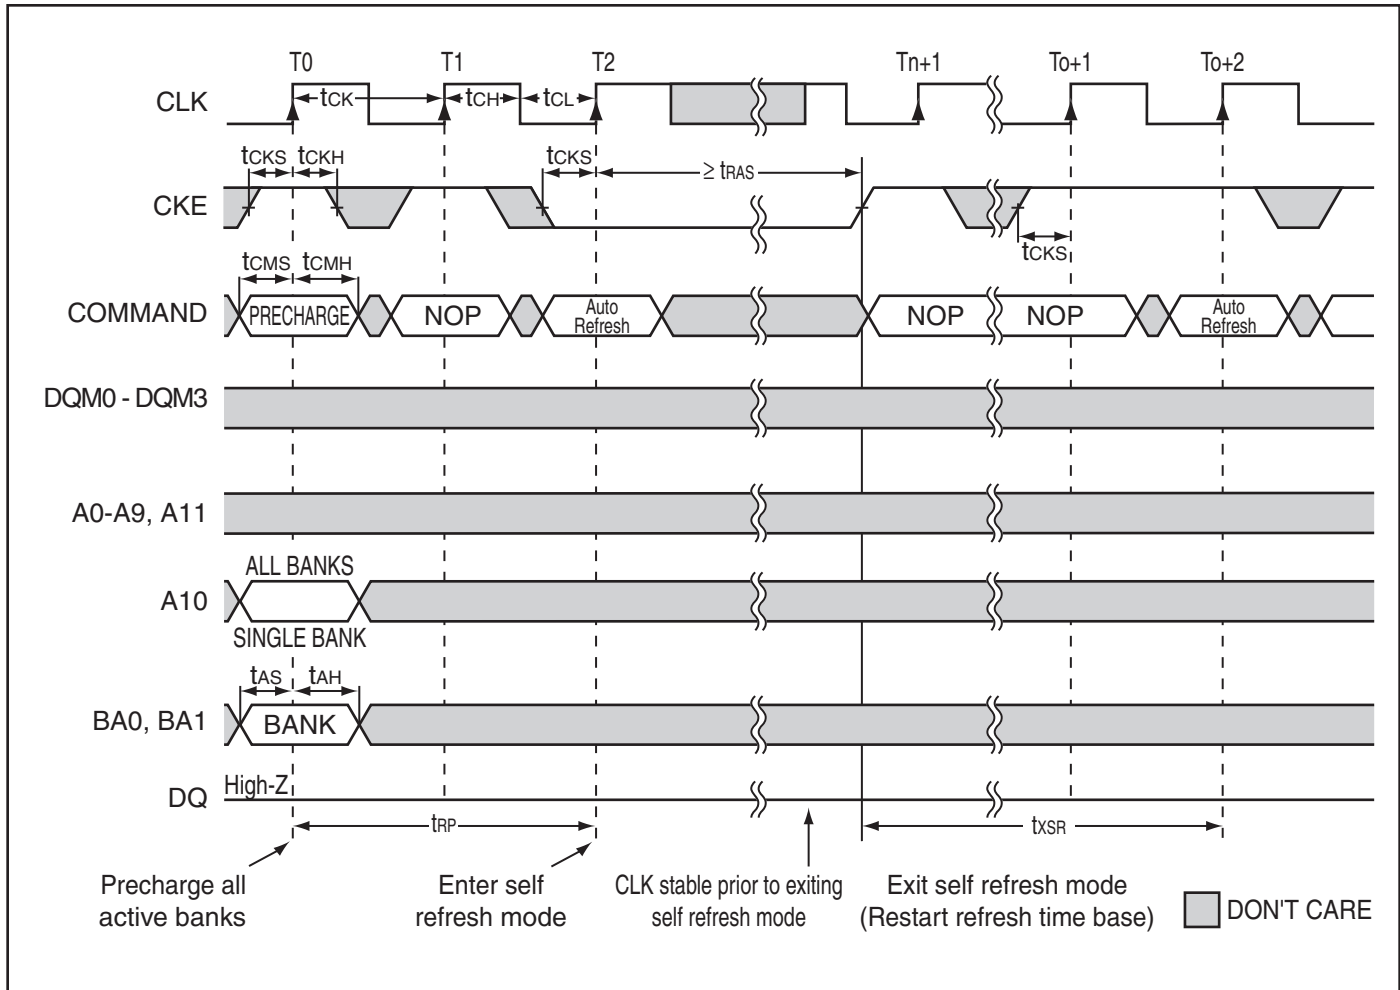 T0 T1 T2 Tn+1 To+1 To+2
CLK tCK tCH tCL
tCKS tCKH tCKS ≥ tRAS
CKE
tCKS
tCMS tCMH
COMMAND PRECHARGE NOP Auto Refresh NOP NOP Auto Refresh
DQM0 - DQM3
A0-A9, A11
ALL BANKS
A10
SINGLE BANK
tAS tAH
BA0, BA1 BANK
DQ High-Z
tRP tXSR
Precharge all
active banks
Enter self
refresh mode
CLK stable prior to exiting
self refresh mode
Exit self refresh mode
(Restart refresh time base)
DON'T CARE